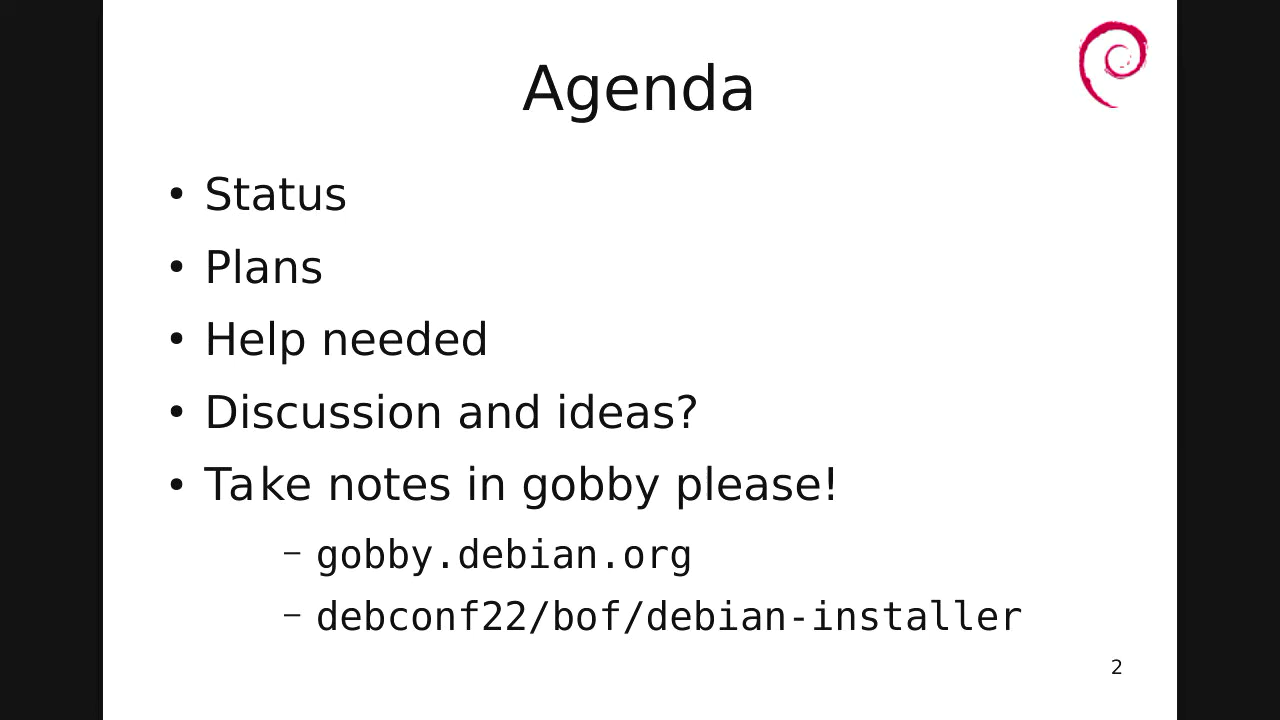 Agenda
• Status
• Plans
• Help needed
• Discussion and ideas?
• Take notes in gobby please!
– gobby.debian.org
– debconf22/bof/debian-installer
2